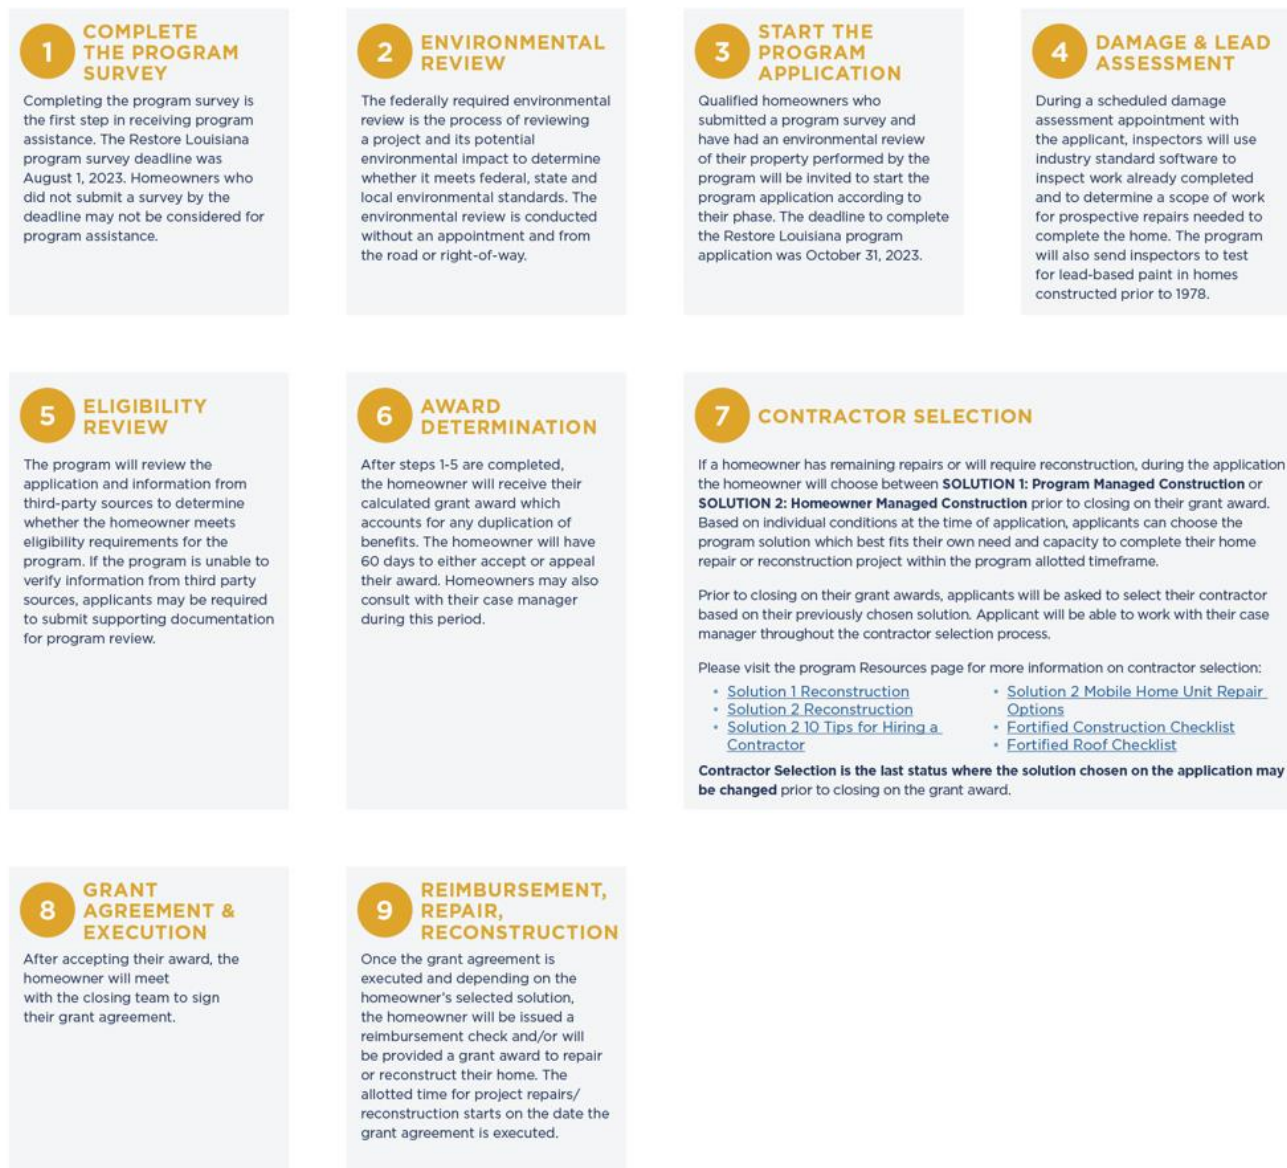 1
COMPLETE
THE PROGRAM
SURVEY
Completing the program survey is
the first step in receiving program
assistance. The Restore Louisiana
program survey deadline was
August 1, 2023. Homeowners who
did not submit a survey by the
deadline may not be considered for
program assistance.
2
ENVIRONMENTAL
REVIEW
The federally required environmental
review is the process of reviewing
a project and its potential
environmental impact to determine
whether it meets federal, state and
local environmental standards. The
environmental review is conducted
without an appointment and from
the road or right-of-way.
3
START THE
PROGRAM
APPLICATION
Qualified homeowners who
submitted a program survey and
have had an environmental review
of their property performed by the
program will be invited to start the
program application according to
their phase. The deadline to complete
the Restore Louisiana program
application was October 31, 2023.
4
DAMAGE & LEAD
ASSESSMENT
During a scheduled damage
assessment appointment with
the applicant, inspectors will use
industry standard software to
inspect work already completed
and to determine a scope of work
for prospective repairs needed to
complete the home. The program
will also send inspectors to test
for lead-based paint in homes
constructed prior to 1978.
5
ELIGIBILITY
REVIEW
The program will review the
application and information from
third-party sources to determine
whether the homeowner meets
eligibility requirements for the
program. If the program is unable to
verify information from third party
sources, applicants may be required
to submit supporting documentation
for program review.
6
AWARD
DETERMINATION
After steps 1-5 are completed,
the homeowner will receive their
calculated grant award which
accounts for any duplication of
benefits. The homeowner will have
60 days to either accept or appeal
their award. Homeowners may also
consult with their case manager
during this period.
7
CONTRACTOR SELECTION
If a homeowner has remaining repairs or will require reconstruction, during the application
the homeowner will choose between SOLUTION 1: Program Managed Construction or
SOLUTION 2: Homeowner Managed Construction prior to closing on their grant award.
Based on individual conditions at the time of application, applicants can choose the
program solution which best fits their own need and capacity to complete their home
repair or reconstruction project within the program allotted timeframe.
Prior to closing on their grant awards, applicants will be asked to select their contractor
based on their previously chosen solution. Applicant will be able to work with their case
manager throughout the contractor selection process.
Please visit the program Resources page for more information on contractor selection:
• Solution 1 Reconstruction
• Solution 2 Reconstruction
• Solution 2 10 Tips for Hiring a
Contractor
• Solution 2 Mobile Home Unit Repair
Options
• Fortified Construction Checklist
• Fortified Roof Checklist
Contractor Selection is the last status where the solution chosen on the application may
be changed prior to closing on the grant award.
8
GRANT
AGREEMENT &
EXECUTION
After accepting their award, the
homeowner will meet
with the closing team to sign
their grant agreement.
9
REIMBURSEMENT,
REPAIR,
RECONSTRUCTION
Once the grant agreement is
executed and depending on the
homeowner's selected solution,
the homeowner will be issued a
reimbursement check and/or will
be provided a grant award to repair
or reconstruct their home. The
allotted time for project repairs/
reconstruction starts on the date the
grant agreement is executed.